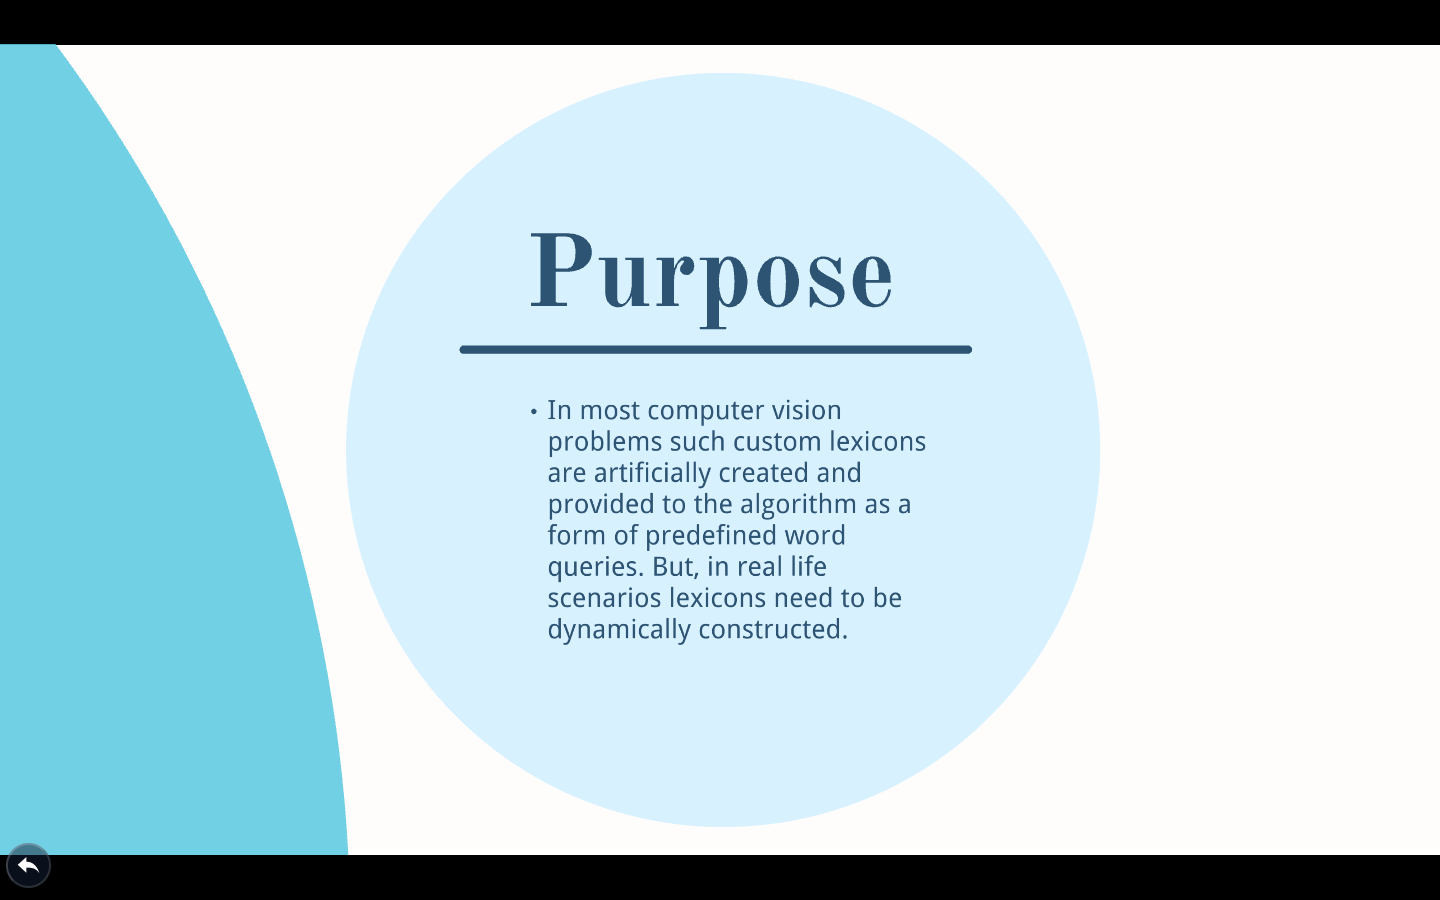 Purpose
• In most computer vision
problems such custom lexicons
are artificially created and
provided to the algorithm as a
form of predefined word
queries. But, in real life
scenarios lexicons need to be
dynamically constructed.